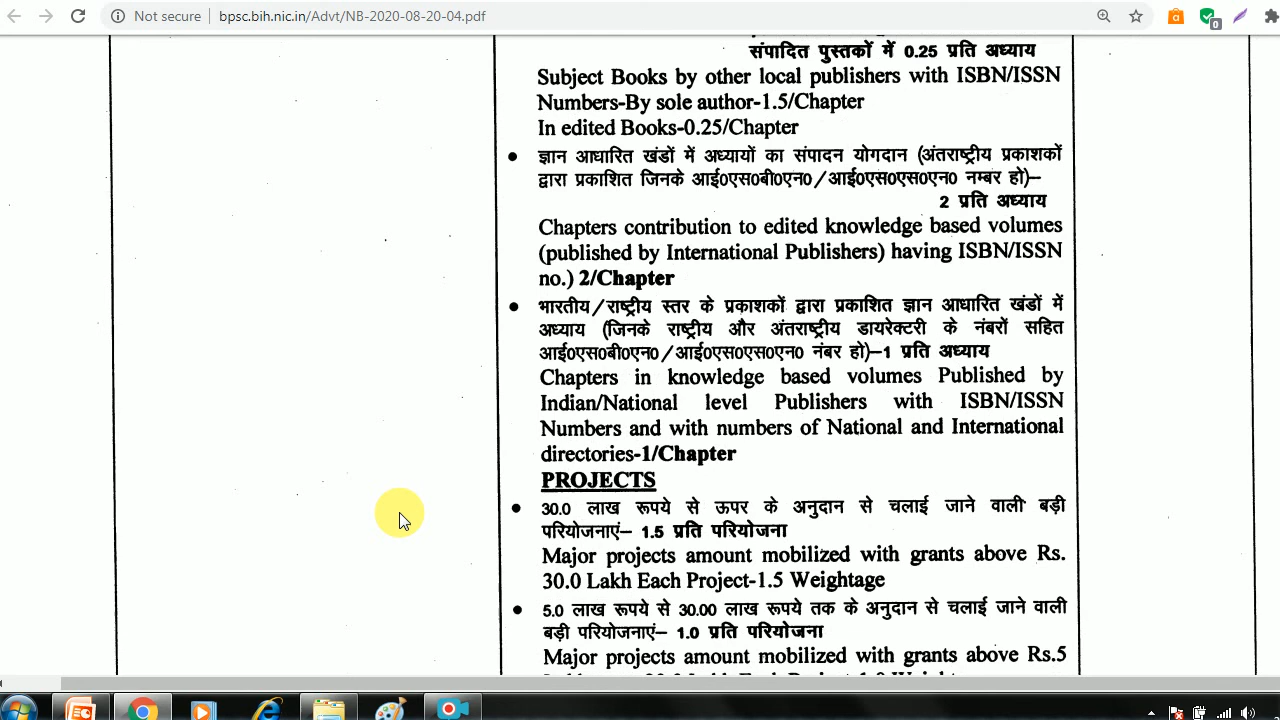 Not secure
bpsc.bih.nic.in/Advt/NB-2020-08-20-04.pdf
0
संपादित पुस्तकों में 0.25 प्रति अध्याय
Subject Books by other local publishers with ISBN/ISSN
Numbers-By sole author-1.5/Chapter
In edited Books-0.25/Chapter
• ज्ञान आधारित खंडों में अध्यायों का संपादन योगदान (अंतराष्ट्रीय प्रकाशकों
द्वारा प्रकाशित जिनके आई0एस0बी0एन0/आई0एस0एस0एन0 नम्बर हो)–
2 प्रति अध्याय
Chapters contribution to edited knowledge based volumes
(published by International Publishers) having ISBN/ISSN
no.) 2/Chapter
• भारतीय/राष्ट्रीय स्तर के प्रकाशकों द्वारा प्रकाशित ज्ञान आधारित खंडों में
अध्याय (जिनके राष्ट्रीय और अंतराष्ट्रीय डायरेक्टरी के नंबरों सहित
आई0एस0बी0एन0/आई0एस0एस0एन0 नंबर हो)–1 प्रति अध्याय
Chapters in knowledge based volumes Published by
Indian/National level Publishers with ISBN/ISSN
Numbers and with numbers of National and International
directories-1/Chapter
PROJECTS
• 30.0 लाख रूपये से ऊपर के अनुदान से चलाई जाने वाली बड़ी
परियोजनाएं– 1.5 प्रति परियोजना
Major projects amount mobilized with grants above Rs.
30.0 Lakh Each Project-1.5 Weightage
• 5.0 लाख रूपये से 30.00 लाख रूपये तक के अनुदान से चलाई जाने वाली
बड़ी परियोजनाएं– 1.0 प्रति परियोजना
Major projects amount mobilized with grants above Rs.5